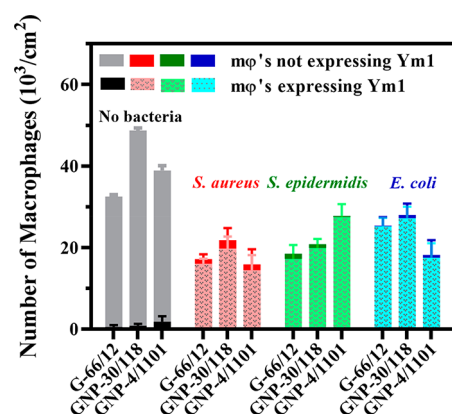 Number of Macrophages (10³/cm²)
60
40
20
0
mφ's not expressing Ym1
mφ's expressing Ym1
No bacteria
S. aureus
S. epidermidis
E. coli
G-66/12
GNP-30/118
GNP-4/1101
G-66/12
GNP-30/118
GNP-4/1101
G-66/12
GNP-30/118
GNP-4/1101
G-66/12
GNP-30/118
GNP-4/1101